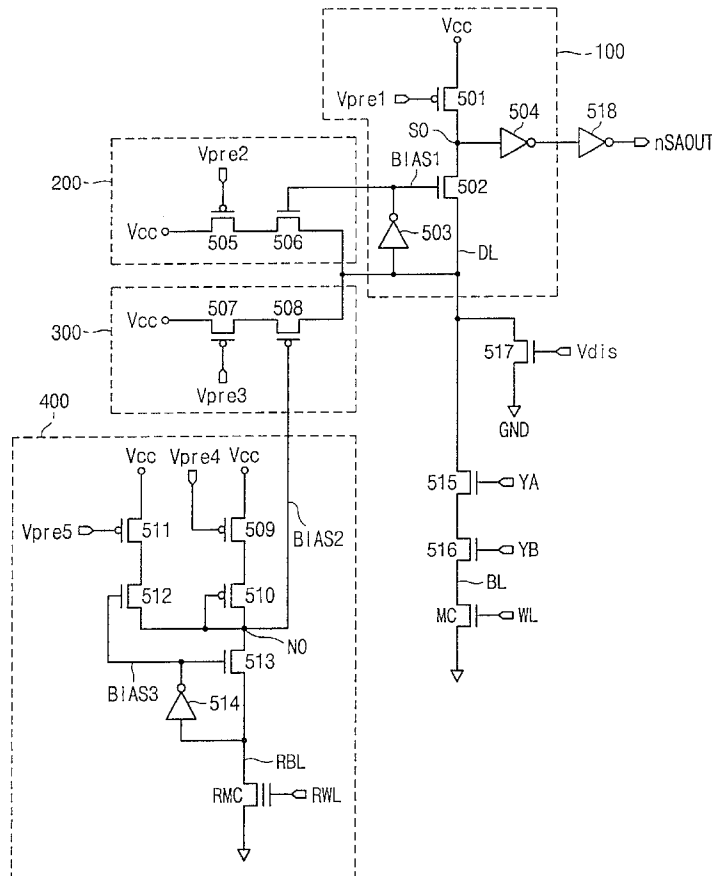 Vcc
100
Vpre1
501
504
518
SO
nSAOUT
Vpre2
BIAS1
502
200
Vcc
505
506
503
DL
507
508
300
Vcc
517
Vdis
Vpre3
GND
400
Vcc
Vpre4
Vcc
515
YA
Vpre5
511
509
BIAS2
516
YB
BL
512
510
MC
WL
NO
513
BIAS3
514
RBL
RMC
RWL